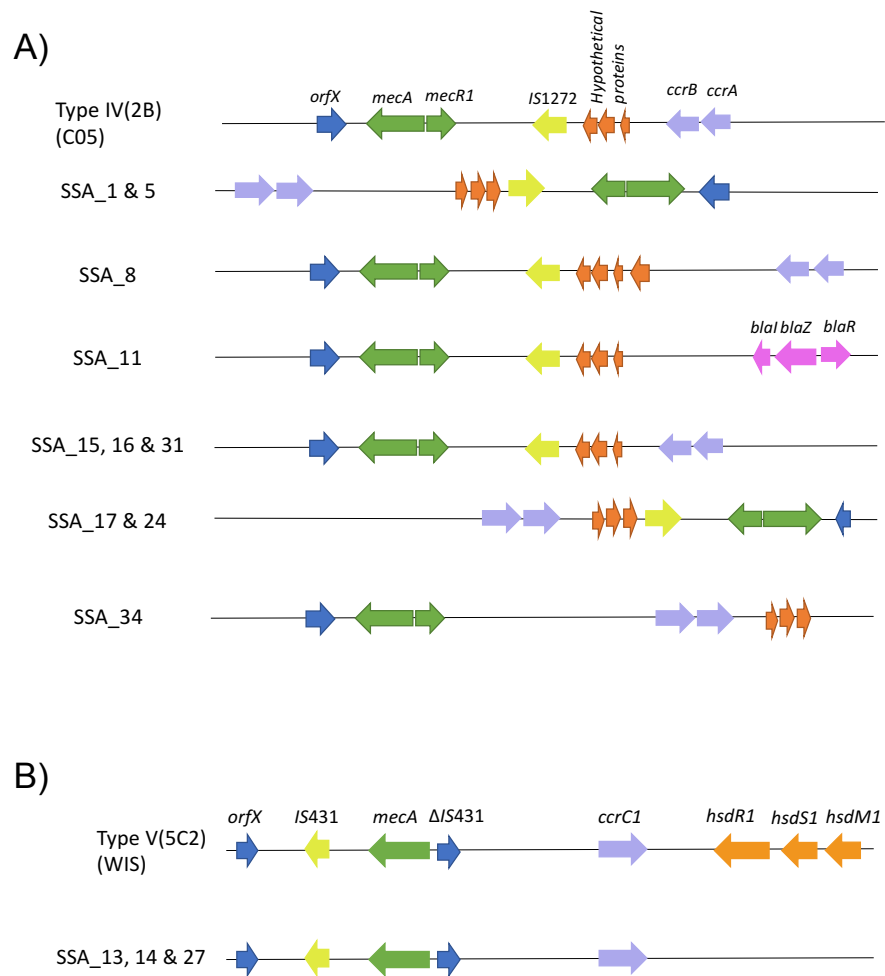 A)
Type IV(2B)
(C05)
orfX
mecA
mecR1
IS1272
Hypothetical
proteins
ccrB
ccrA
SSA_1 & 5
SSA_8
SSA_11
blaI
blaZ
blaR
SSA_15, 16 & 31
SSA_17 & 24
SSA_34
B)
Type V(5C2)
(WIS)
orfX
IS431
mecA
ΔIS431
ccrC1
hsdR1
hsdS1
hsdM1
SSA_13, 14 & 27